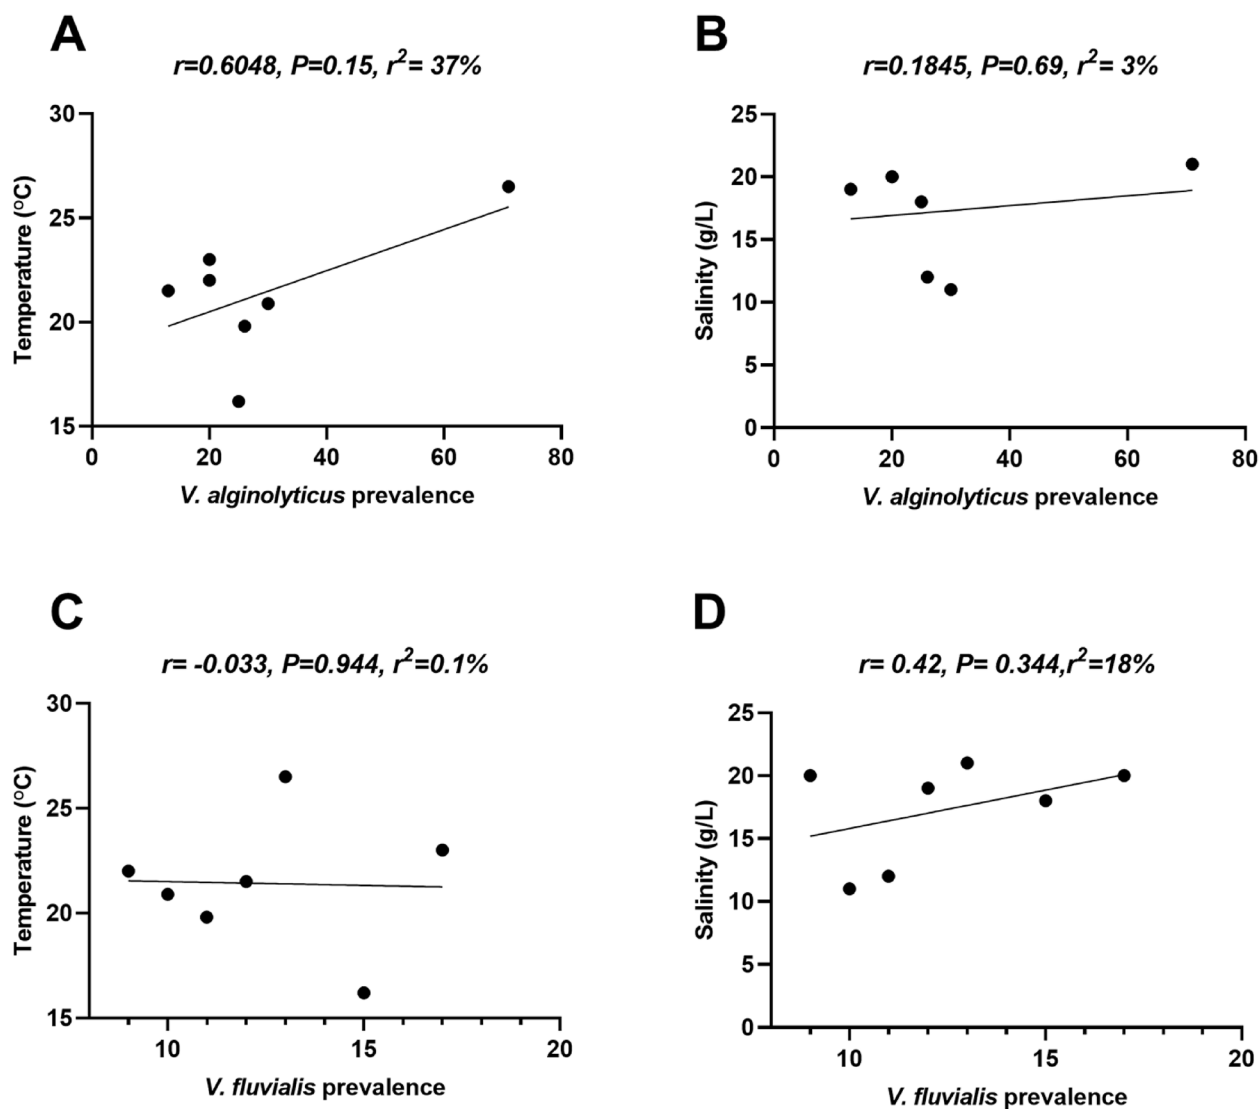 A
r=0.6048, P=0.15, r2= 37%
30
25
20
15
Temperature (oC)
0 20 40 60 80
V. alginolyticus prevalence
B
r=0.1845, P=0.69, r2= 3%
25
20
15
10
5
0
Salinity (g/L)
0 20 40 60 80
V. alginolyticus prevalence
C
r= -0.033, P=0.944, r2=0.1%
30
25
20
15
Temperature (oC)
10 15 20
V. fluvialis prevalence
D
r= 0.42, P= 0.344,r2=18%
25
20
15
10
5
0
Salinity (g/L)
10 15 20
V. fluvialis prevalence